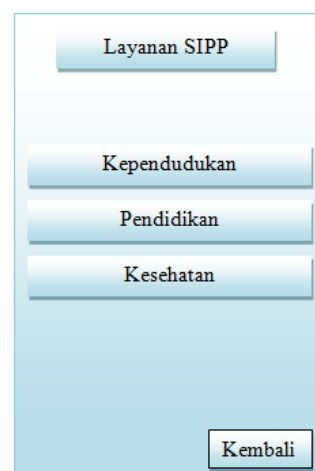 Layanan SIPP
Kependudukan
Pendidikan
Kesehatan
Kembali